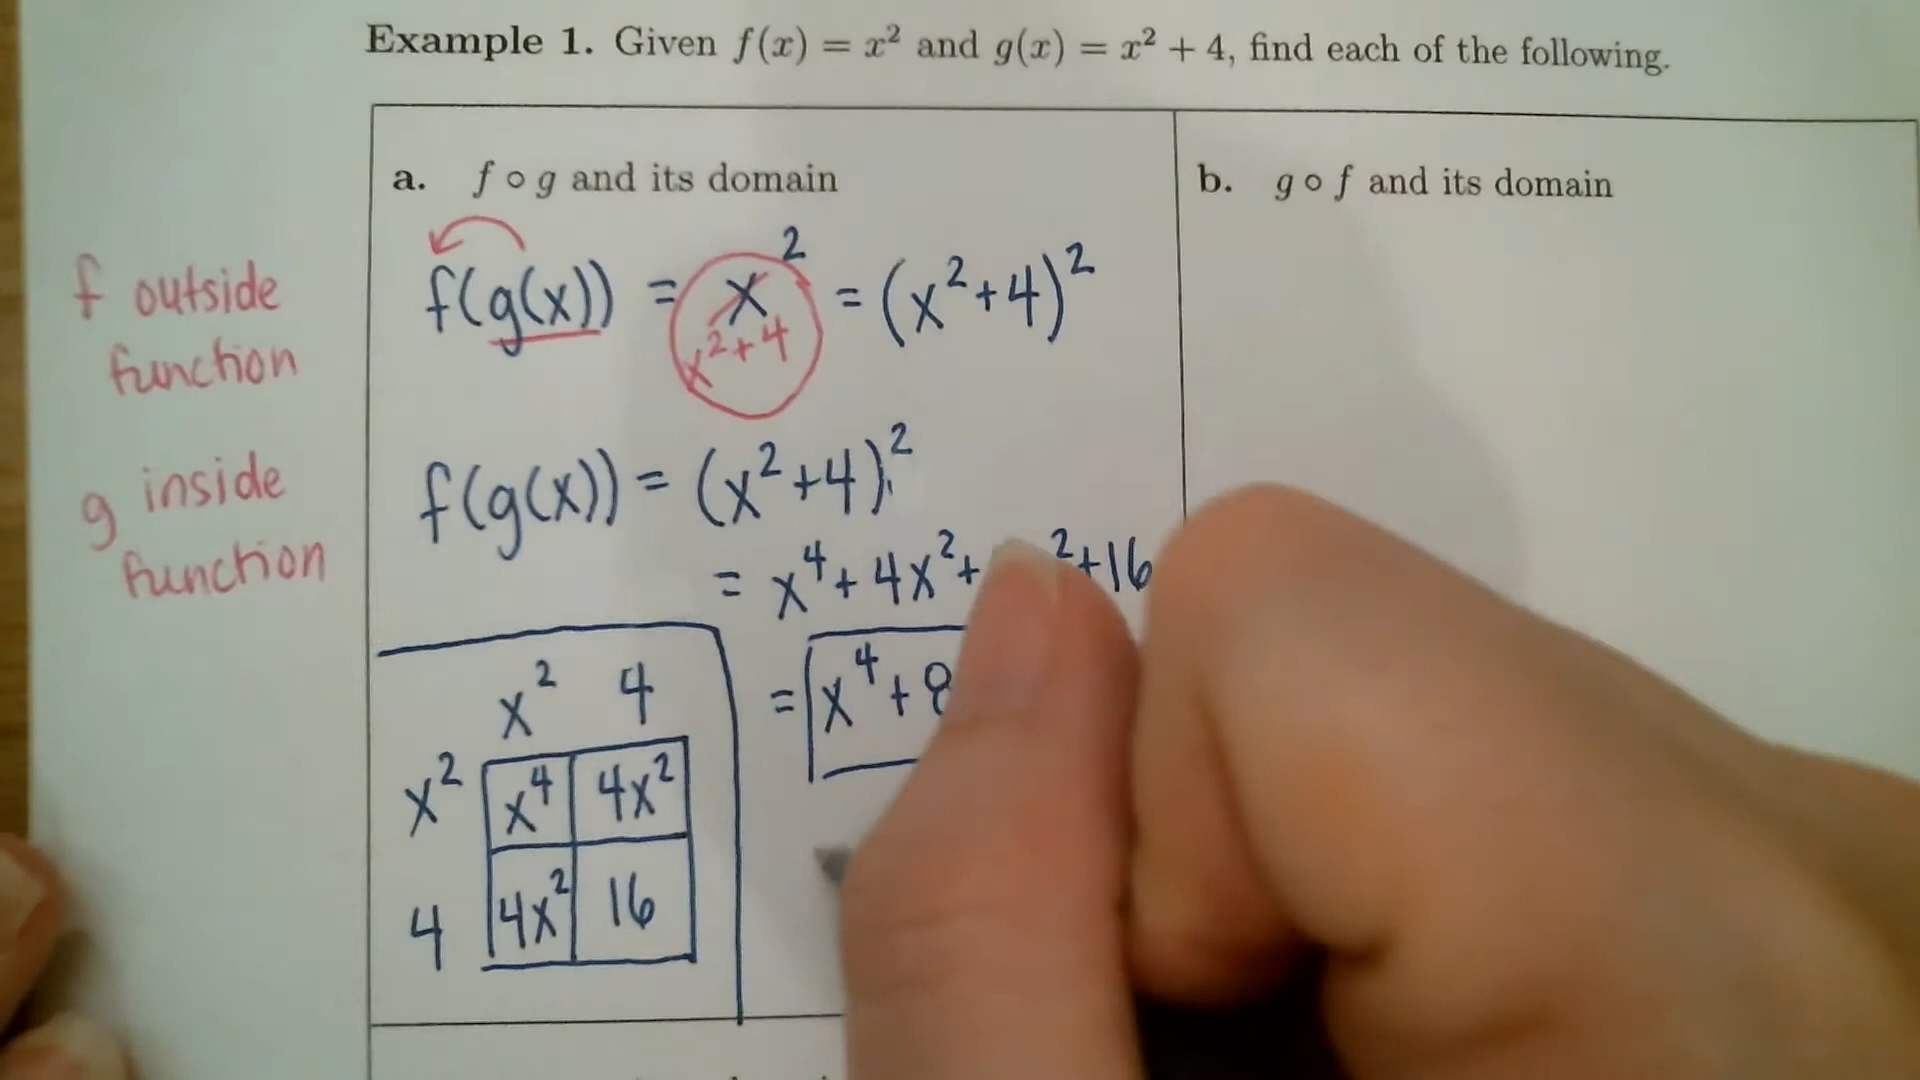 Example 1. Given f(x) = x² and g(x) = x² + 4, find each of the following.
a. f ∘ g and its domain
f(g(x)) = x² = (x²+4)²
x²+4
f outside
function
g inside
function
f(g(x)) = (x²+4)²
= x⁴ + 4x² + ² + 16
= x⁴ + 8
x² 4
x² x⁴ 4x²
4 4x² 16
b. g ∘ f and its domain